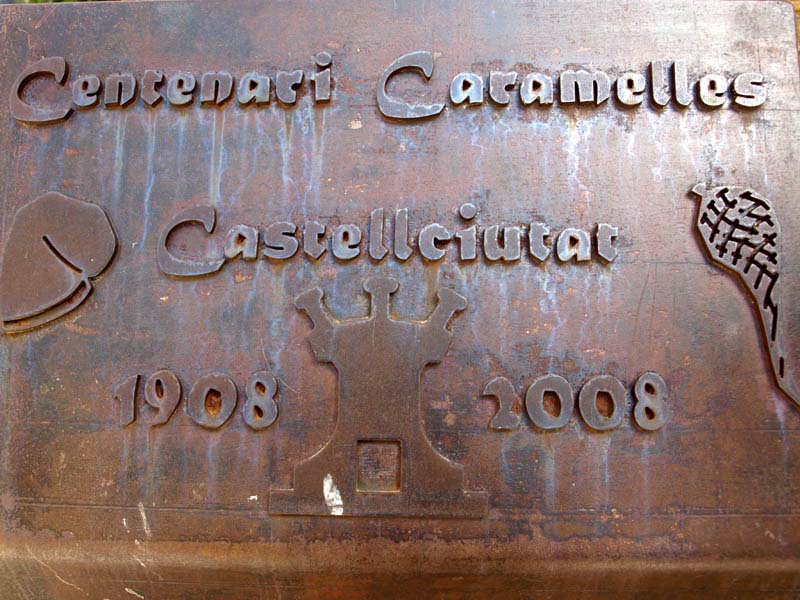 Centenari Caramelles
Castellciutat
1908 2008